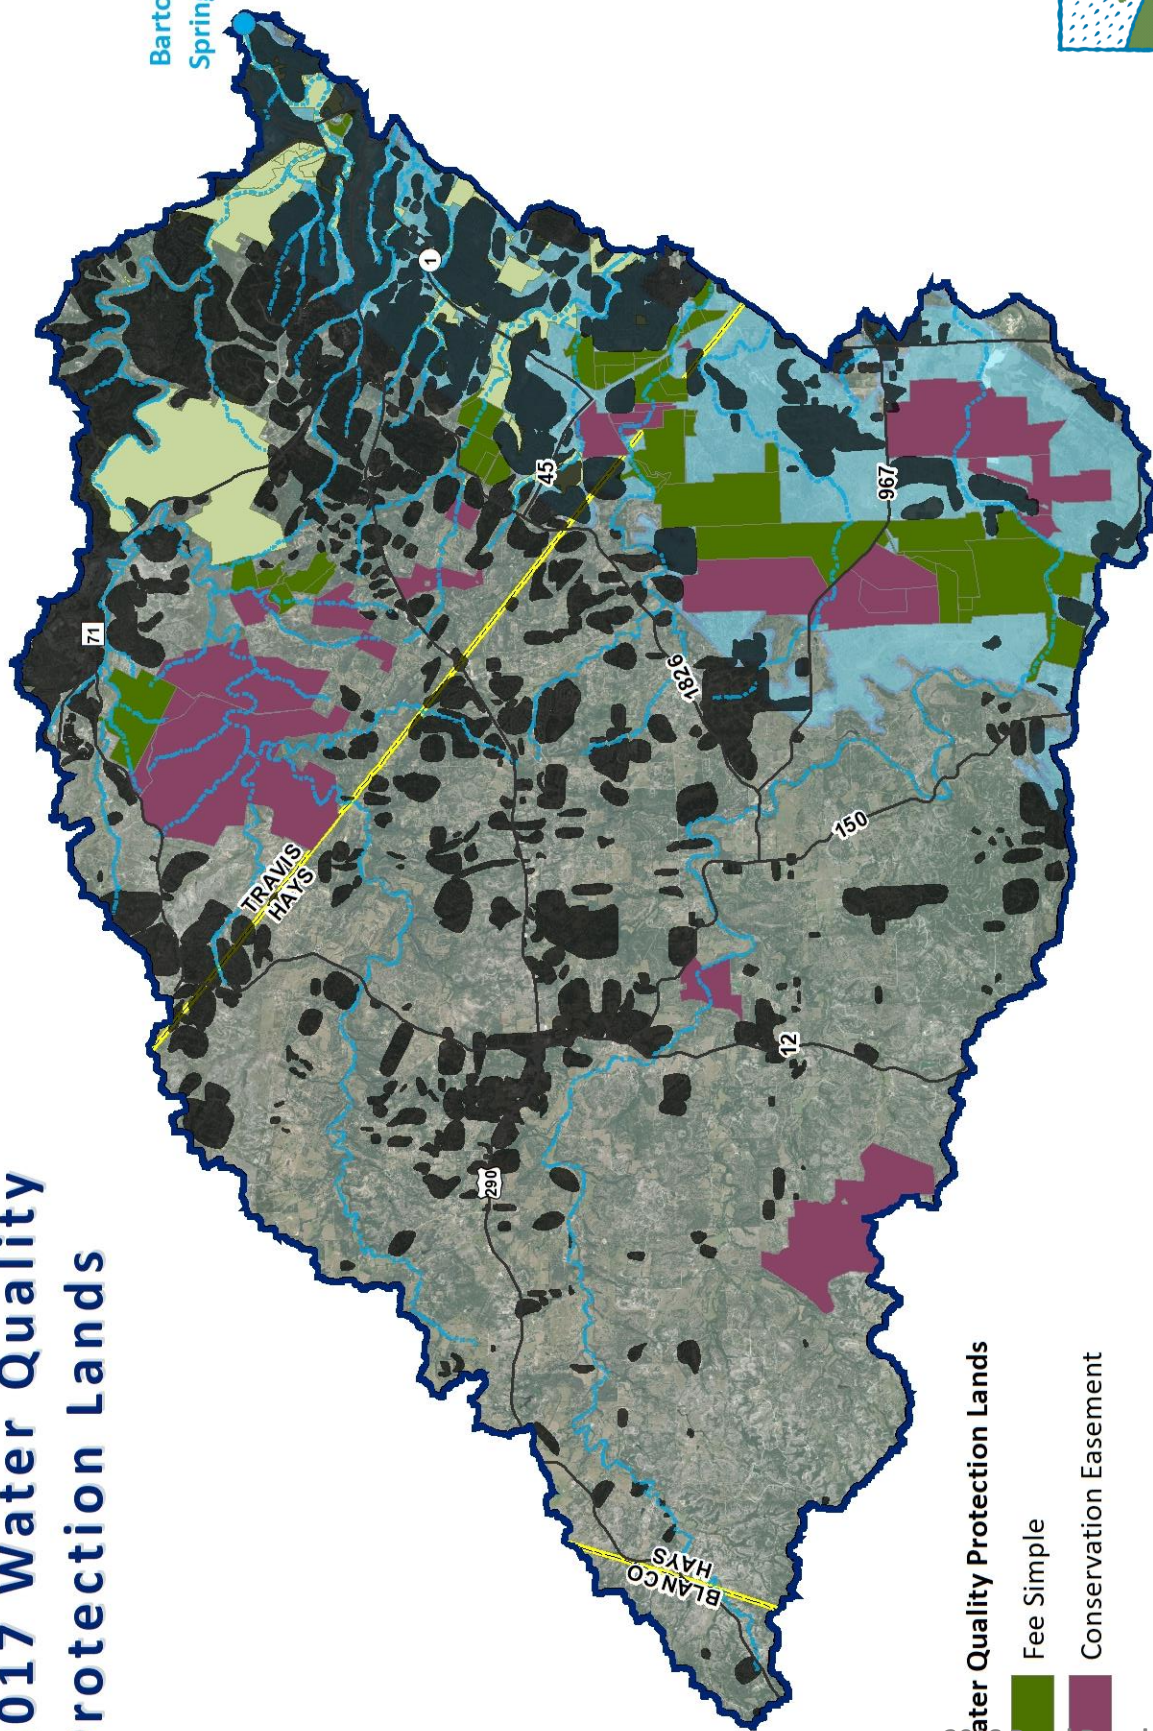 017 Water Quality
rotection Lands
Barto
Spring
71
1
45
967
1826
TRAVIS
HAYS
150
12
290
BLANCO
HAYS
ater Quality Protection Lands
Fee Simple
Conservation Easement